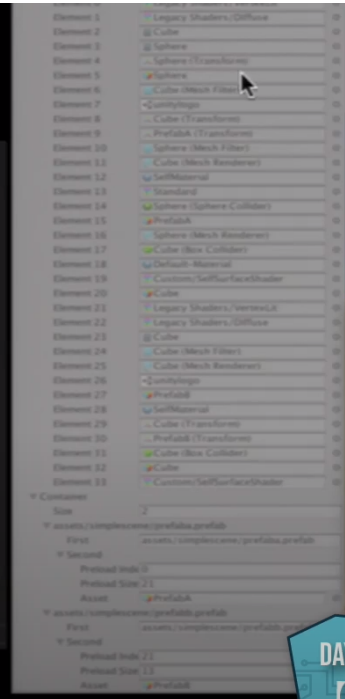 Element 1 Legacy Shaders/Diffuse
Element 2 Cube
Element 3 Sphere
Element 4 Sphere (Transform)
Element 5 Sphere
Element 6 Cube (Mesh Filter)
Element 7 unitylogo
Element 8 Cube (Transform)
Element 9 PrefabA (Transform)
Element 10 Sphere (Mesh Filter)
Element 11 Cube (Mesh Renderer)
Element 12 SelfMaterial
Element 13 Standard
Element 14 Sphere (Sphere Collider)
Element 15 PrefabA
Element 16 Sphere (Mesh Renderer)
Element 17 Cube (Box Collider)
Element 18 Default-Material
Element 19 Custom/SelfSurfaceShader
Element 20 Cube
Element 21 Legacy Shaders/VertexLit
Element 22 Legacy Shaders/Diffuse
Element 23 Cube
Element 24 Cube (Mesh Filter)
Element 25 Cube (Mesh Renderer)
Element 26 unitylogo
Element 27 PrefabB
Element 28 SelfMaterial
Element 29 Cube (Transform)
Element 30 PrefabB (Transform)
Element 31 Cube (Box Collider)
Element 32 Cube
Element 33 Custom/SelfSurfaceShader
Container
Size 2
assets/simplescene/prefaba.prefab
First assets/simplescene/prefaba.prefab
Second
Preload Inde 0
Preload Size 21
Asset PrefabA
assets/simplescene/prefabb.prefab
First assets/simplescene/prefabb.pref
Second
Preload Inde 21
Preload Size 13
Asset PrefabB